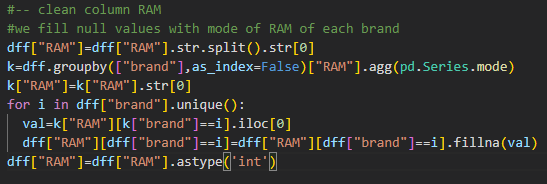 #-- clean column RAM
#we fill null values with mode of RAM of each brand
dff["RAM"]=dff["RAM"].str.split().str[0]
k=dff.groupby(["brand"],as_index=False)["RAM"].agg(pd.Series.mode)
k["RAM"]=k["RAM"].str[0]
for i in dff["brand"].unique():
  val=k["RAM"][k["brand"]==i].iloc[0]
  dff["RAM"][dff["brand"]==i]=dff["RAM"][dff["brand"]==i].fillna(val)
dff["RAM"]=dff["RAM"].astype('int')